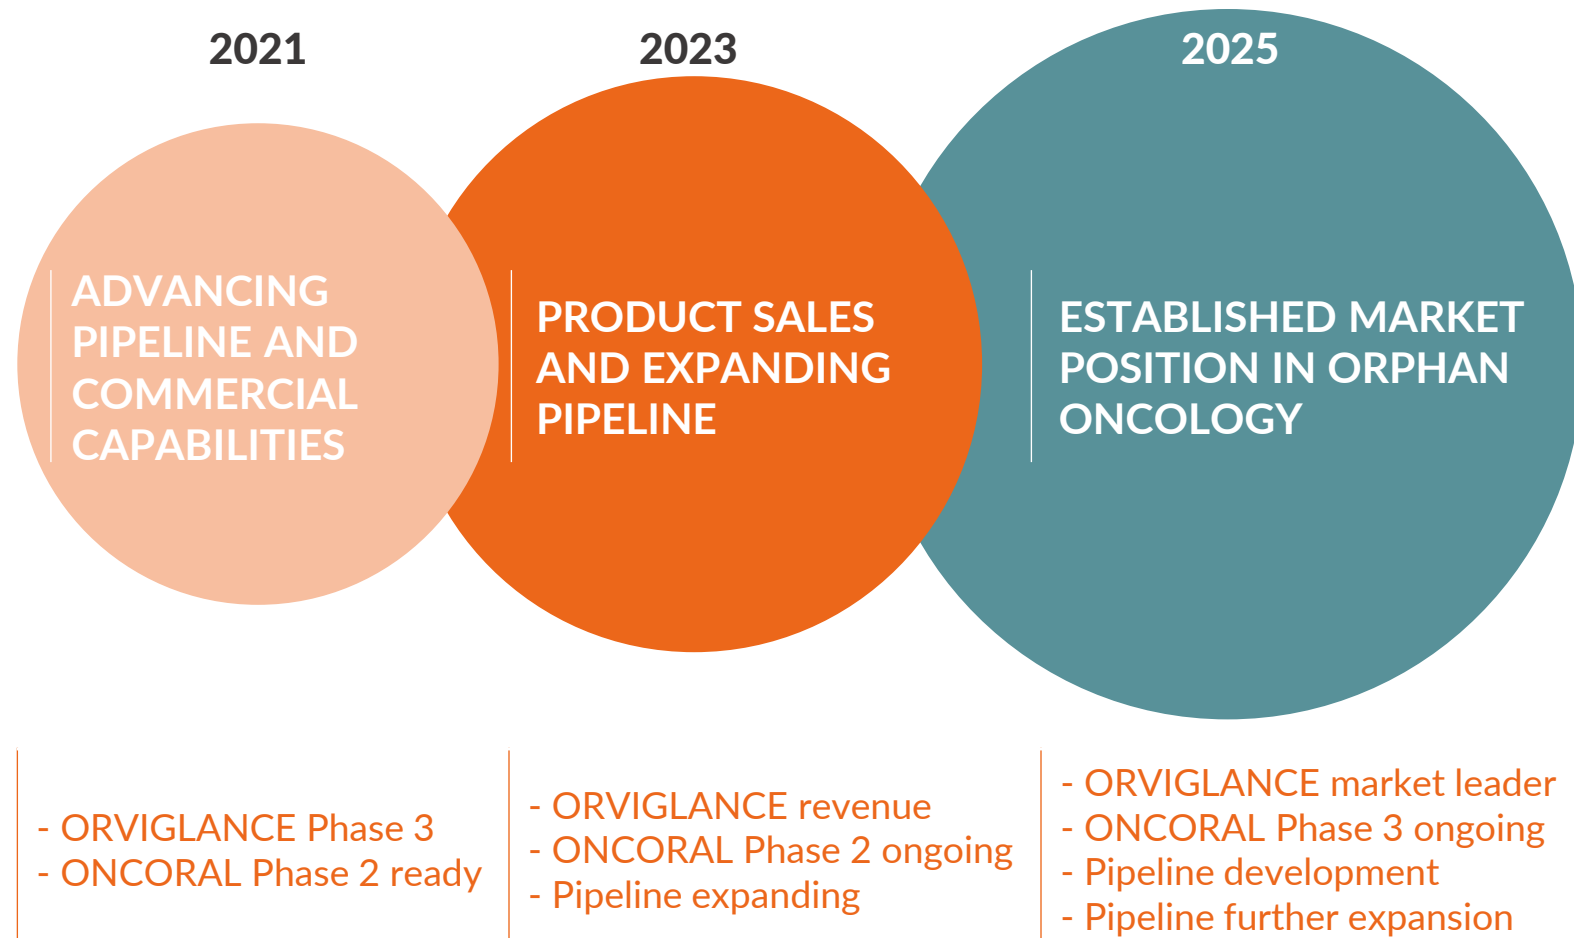 2021
ADVANCING
PIPELINE AND
COMMERCIAL
CAPABILITIES
- ORVIGLANCE Phase 3
- ONCORAL Phase 2 ready
2023
PRODUCT SALES
AND EXPANDING
PIPELINE
- ORVIGLANCE revenue
- ONCORAL Phase 2 ongoing
- Pipeline expanding
2025
ESTABLISHED MARKET
POSITION IN ORPHAN
ONCOLOGY
- ORVIGLANCE market leader
- ONCORAL Phase 3 ongoing
- Pipeline development
- Pipeline further expansion